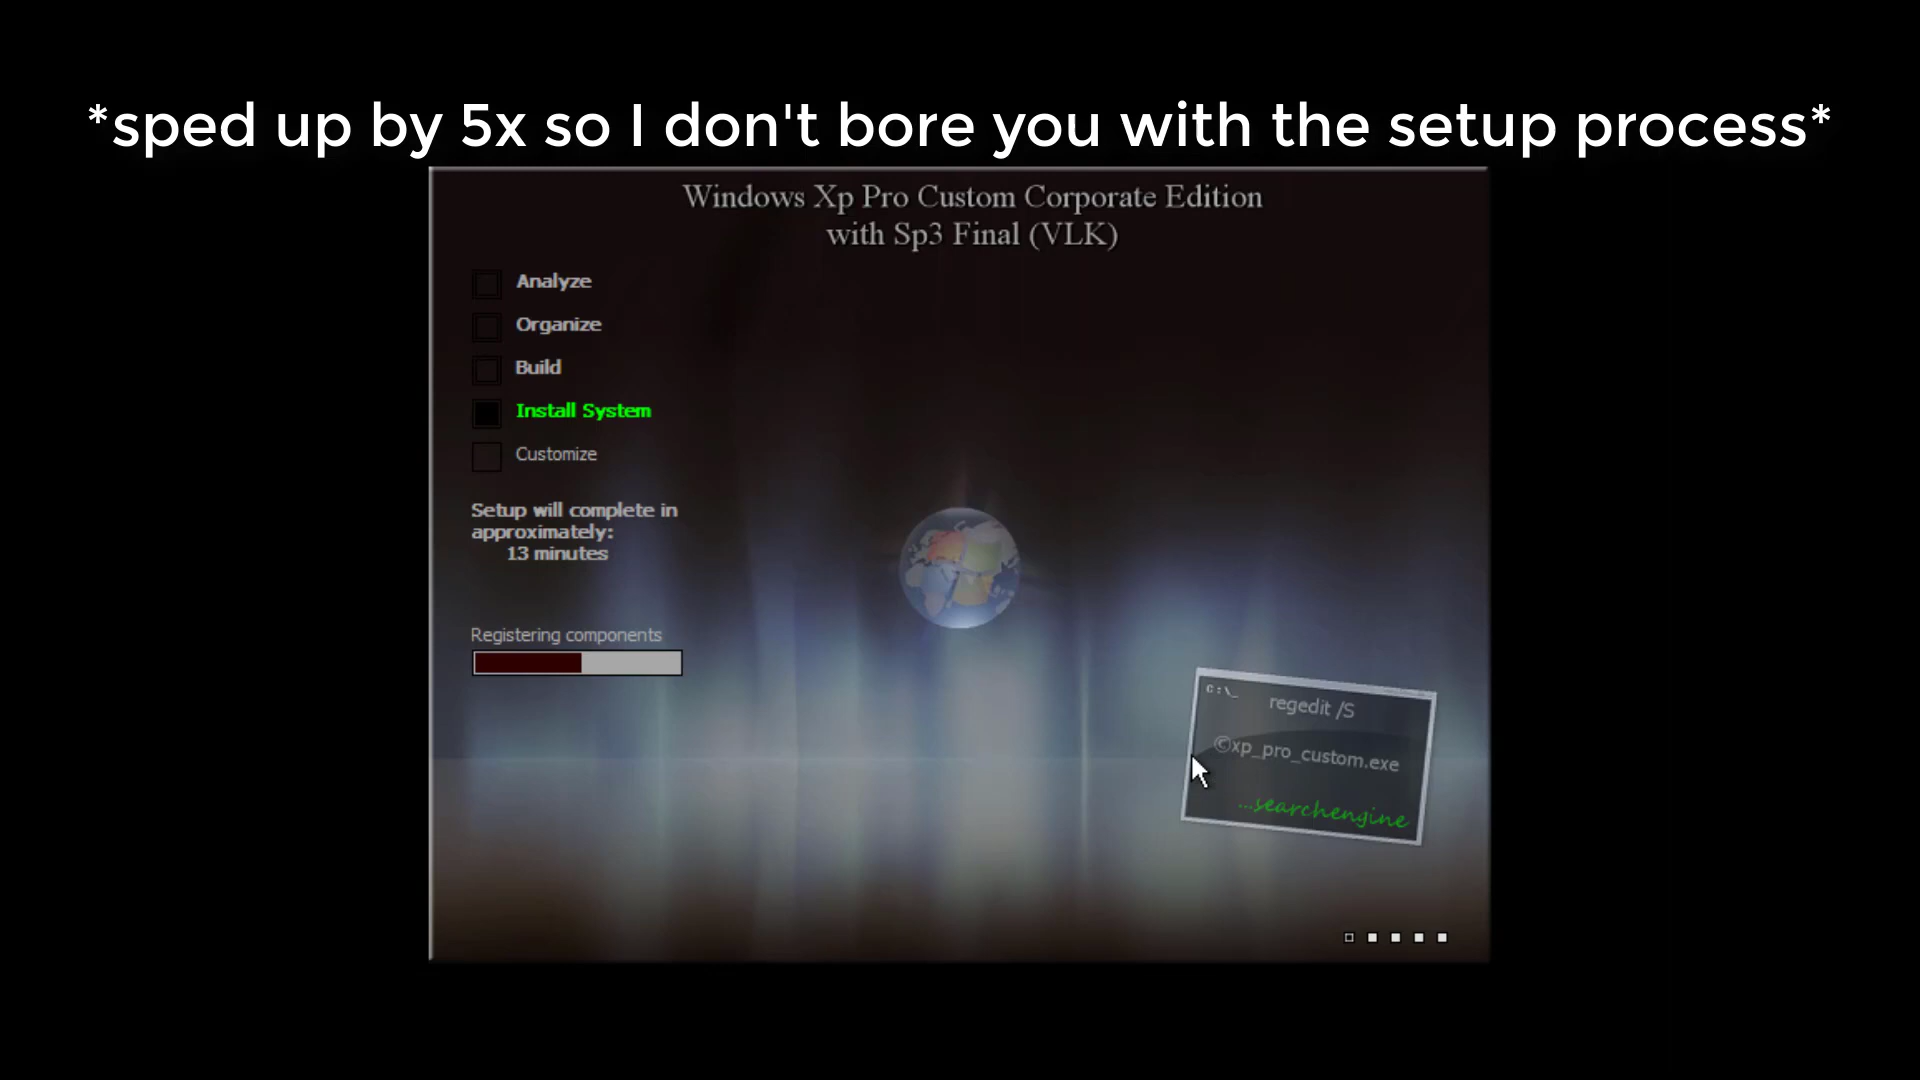 *sped up by 5x so I don't bore you with the setup process*
Windows Xp Pro Custom Corporate Edition
with Sp3 Final (VLK)
Analyze
Organize
Build
Install System
Customize
Setup will complete in
approximately:
13 minutes
Registering components
C:\_
regedit /S
©xp_pro_custom.exe
...searchengine